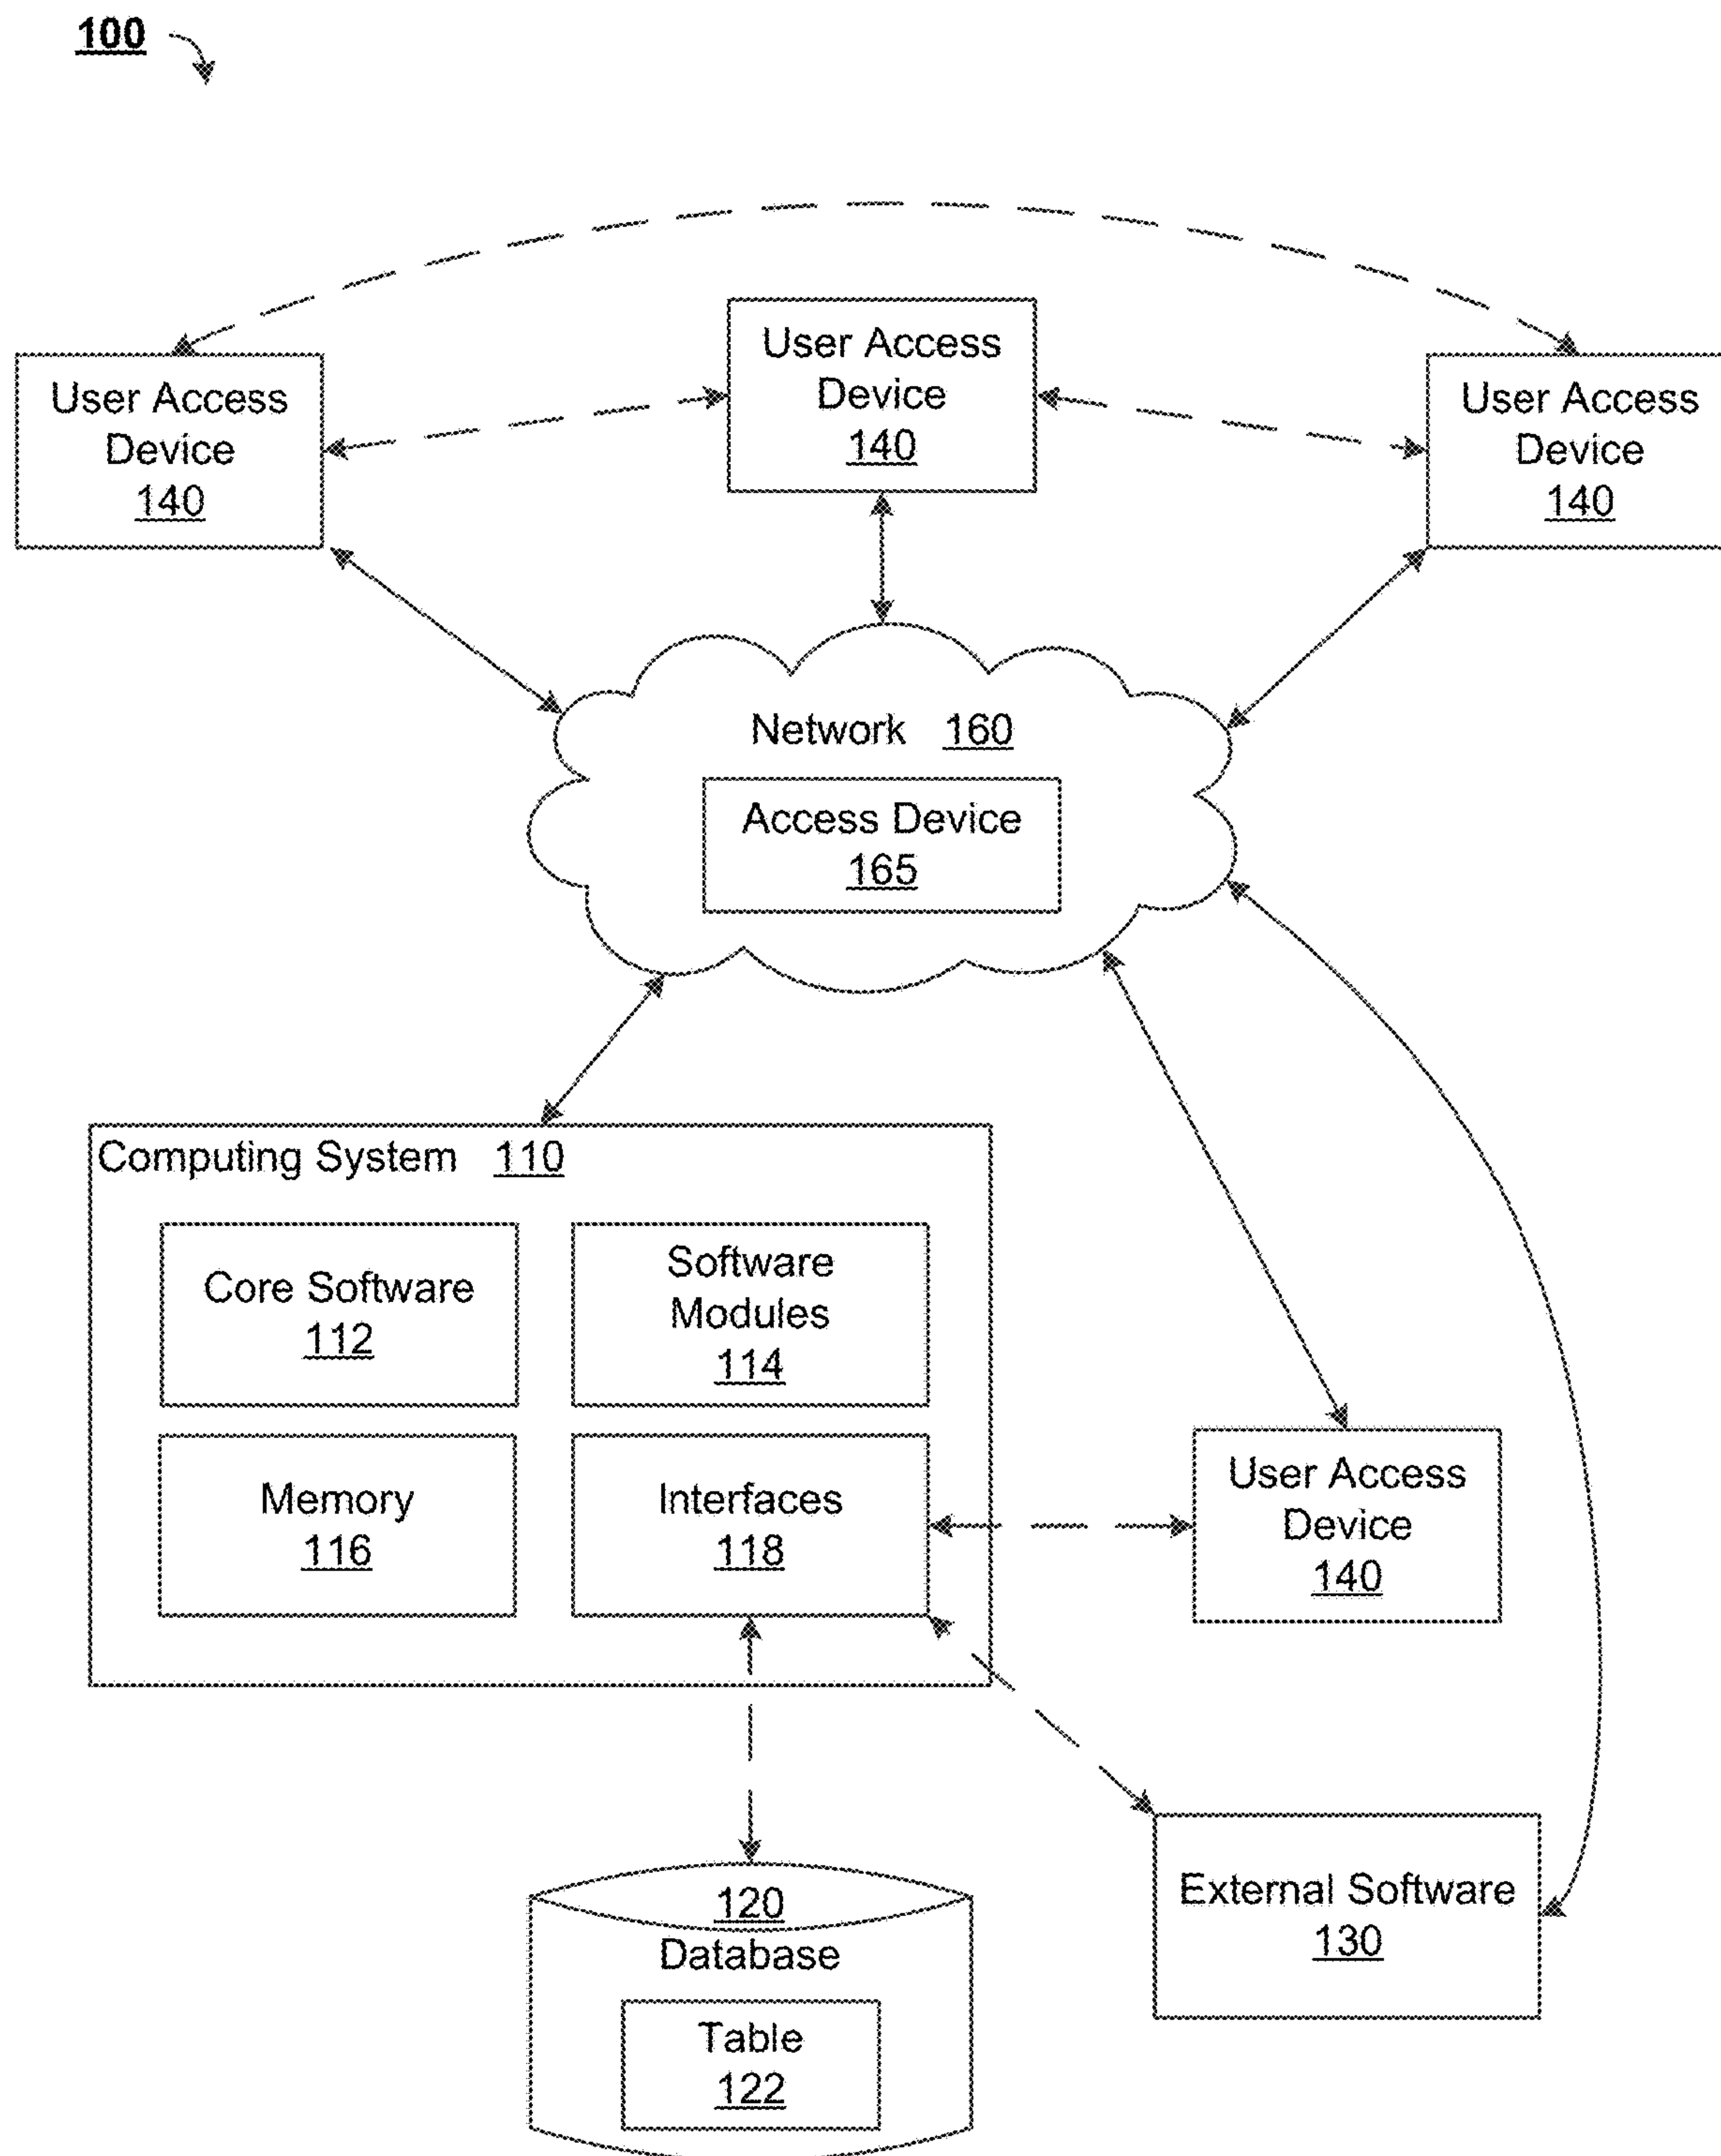 100
User Access
Device
140
User Access
Device
140
User Access
Device
140
Network 160
Access Device
165
Computing System 110
Core Software
112
Software
Modules
114
Memory
116
Interfaces
118
User Access
Device
140
External Software
130
120
Database
Table
122